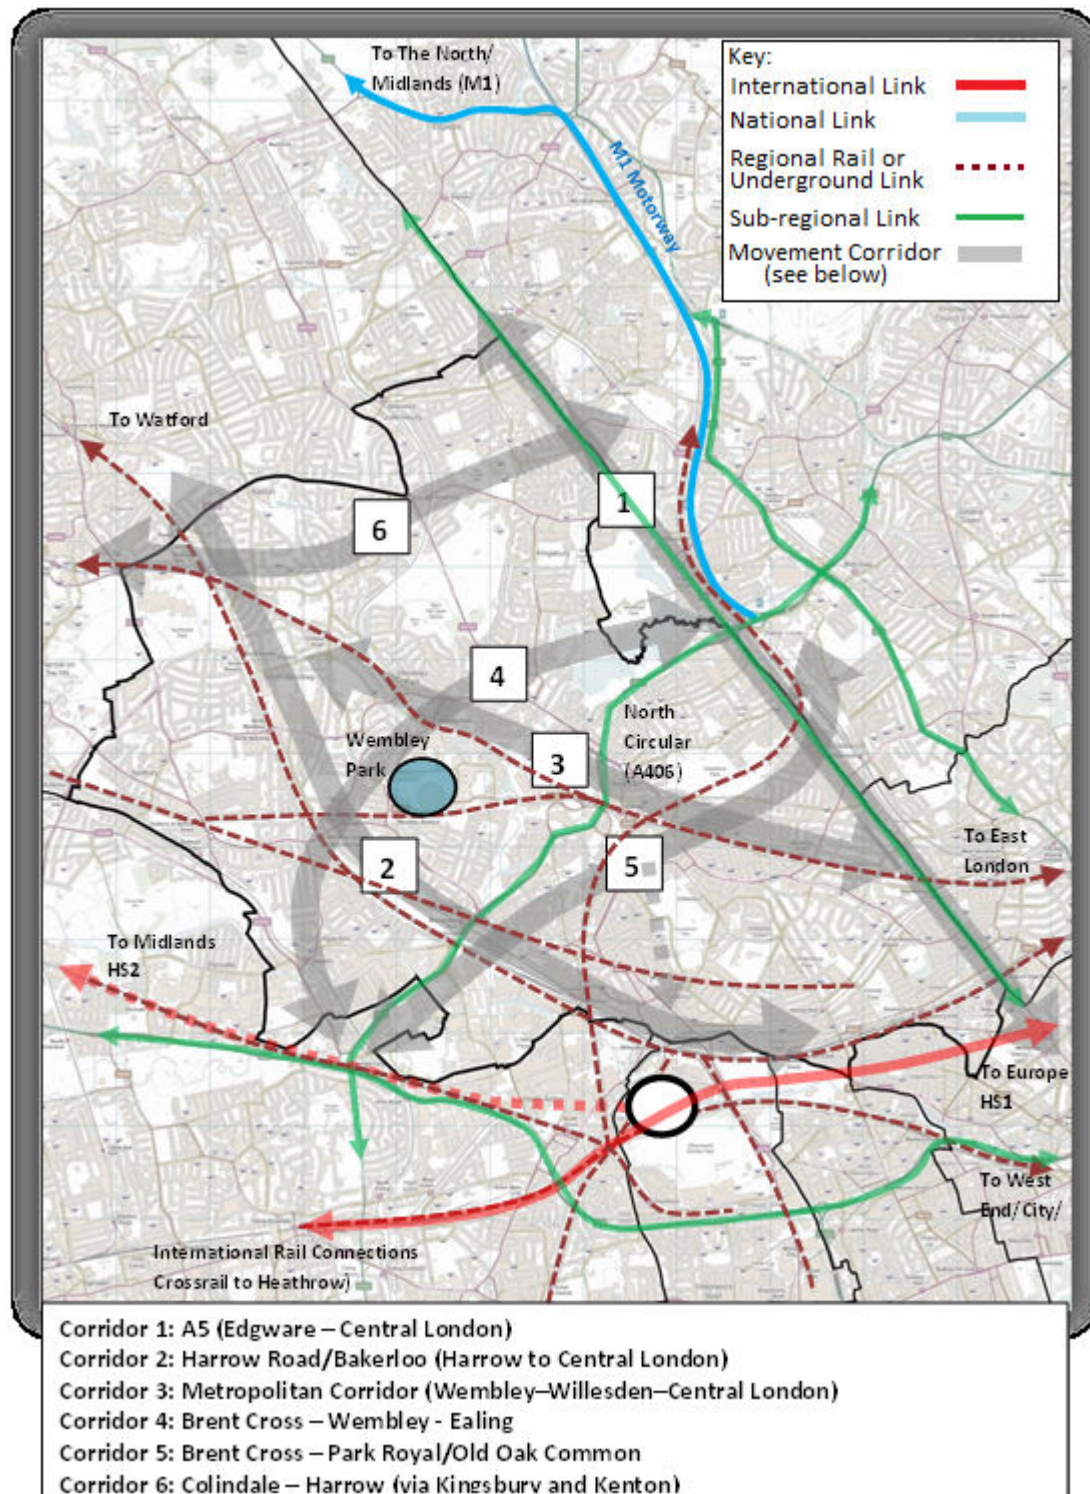 To The North/
Midlands (M1)
Key:
International Link
National Link
Regional Rail or
Underground Link
Sub-regional Link
Movement Corridor
(see below)
M1 Motorway
To Watford
1
6
4
North
Circular
(A406)
Wembley
Park
3
2
5
To East
London
To Midlands
HS2
To Europe
HS1
To West
End/City/
International Rail Connections
Crossrail to Heathrow)
Corridor 1: A5 (Edgware – Central London)
Corridor 2: Harrow Road/Bakerloo (Harrow to Central London)
Corridor 3: Metropolitan Corridor (Wembley–Willesden–Central London)
Corridor 4: Brent Cross – Wembley - Ealing
Corridor 5: Brent Cross – Park Royal/Old Oak Common
Corridor 6: Colindale – Harrow (via Kingsbury and Kenton)